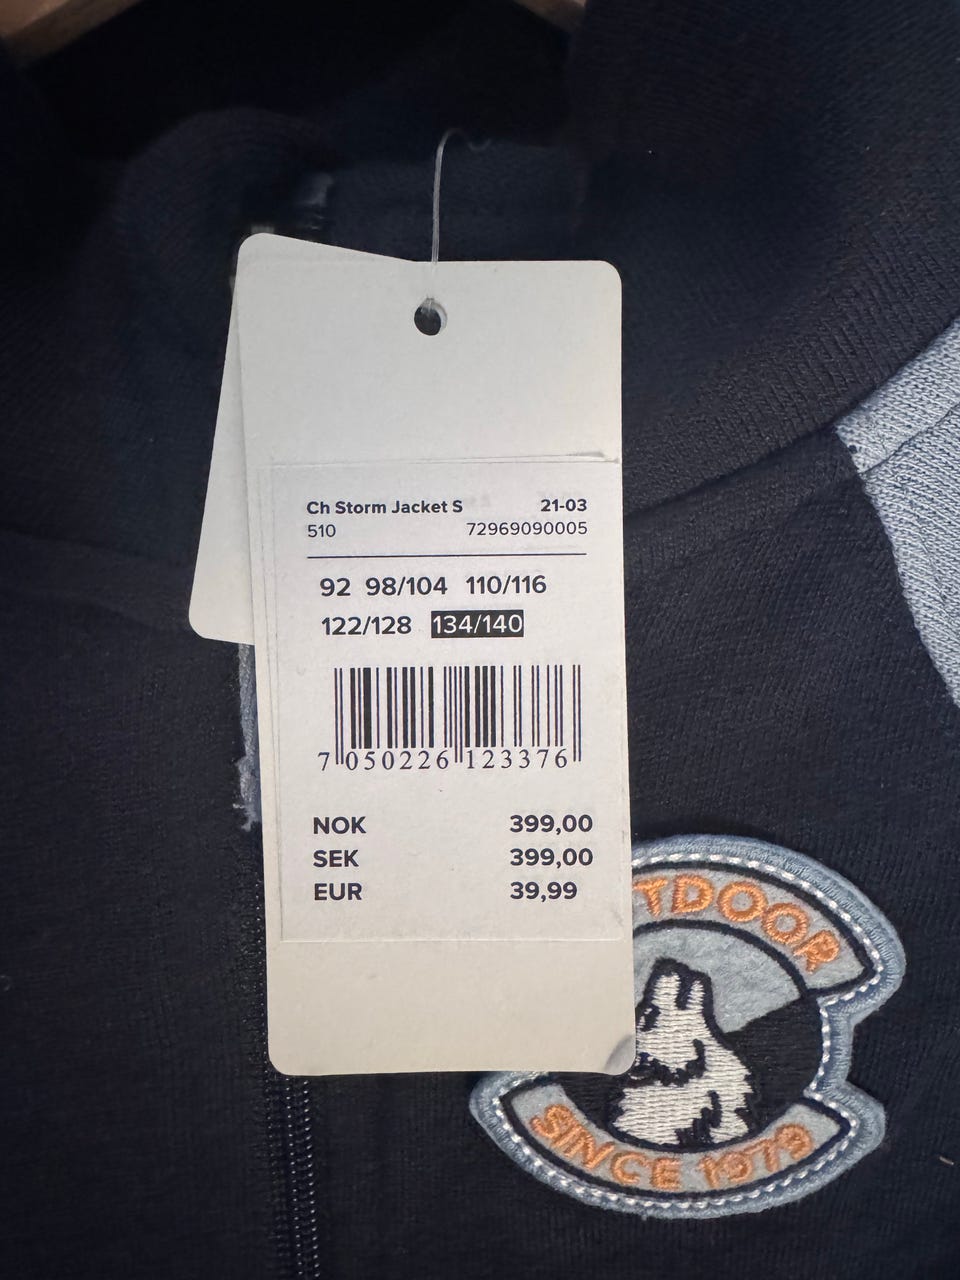 Ch Storm Jacket S 21-03
510 72969090005
92 98/104 110/116
122/128 134/140
7 050226 123376
NOK 399,00
SEK 399,00
EUR 39,99
SINCE 1979